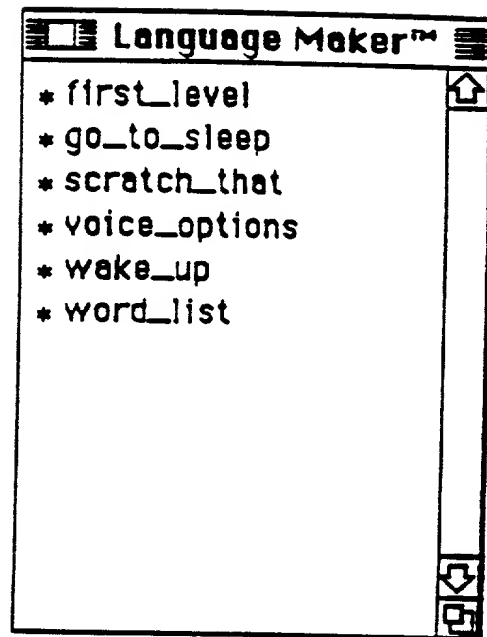 Language Maker™
* first_level
* go_to_sleep
* scratch_that
* voice_options
* wake_up
* word_list